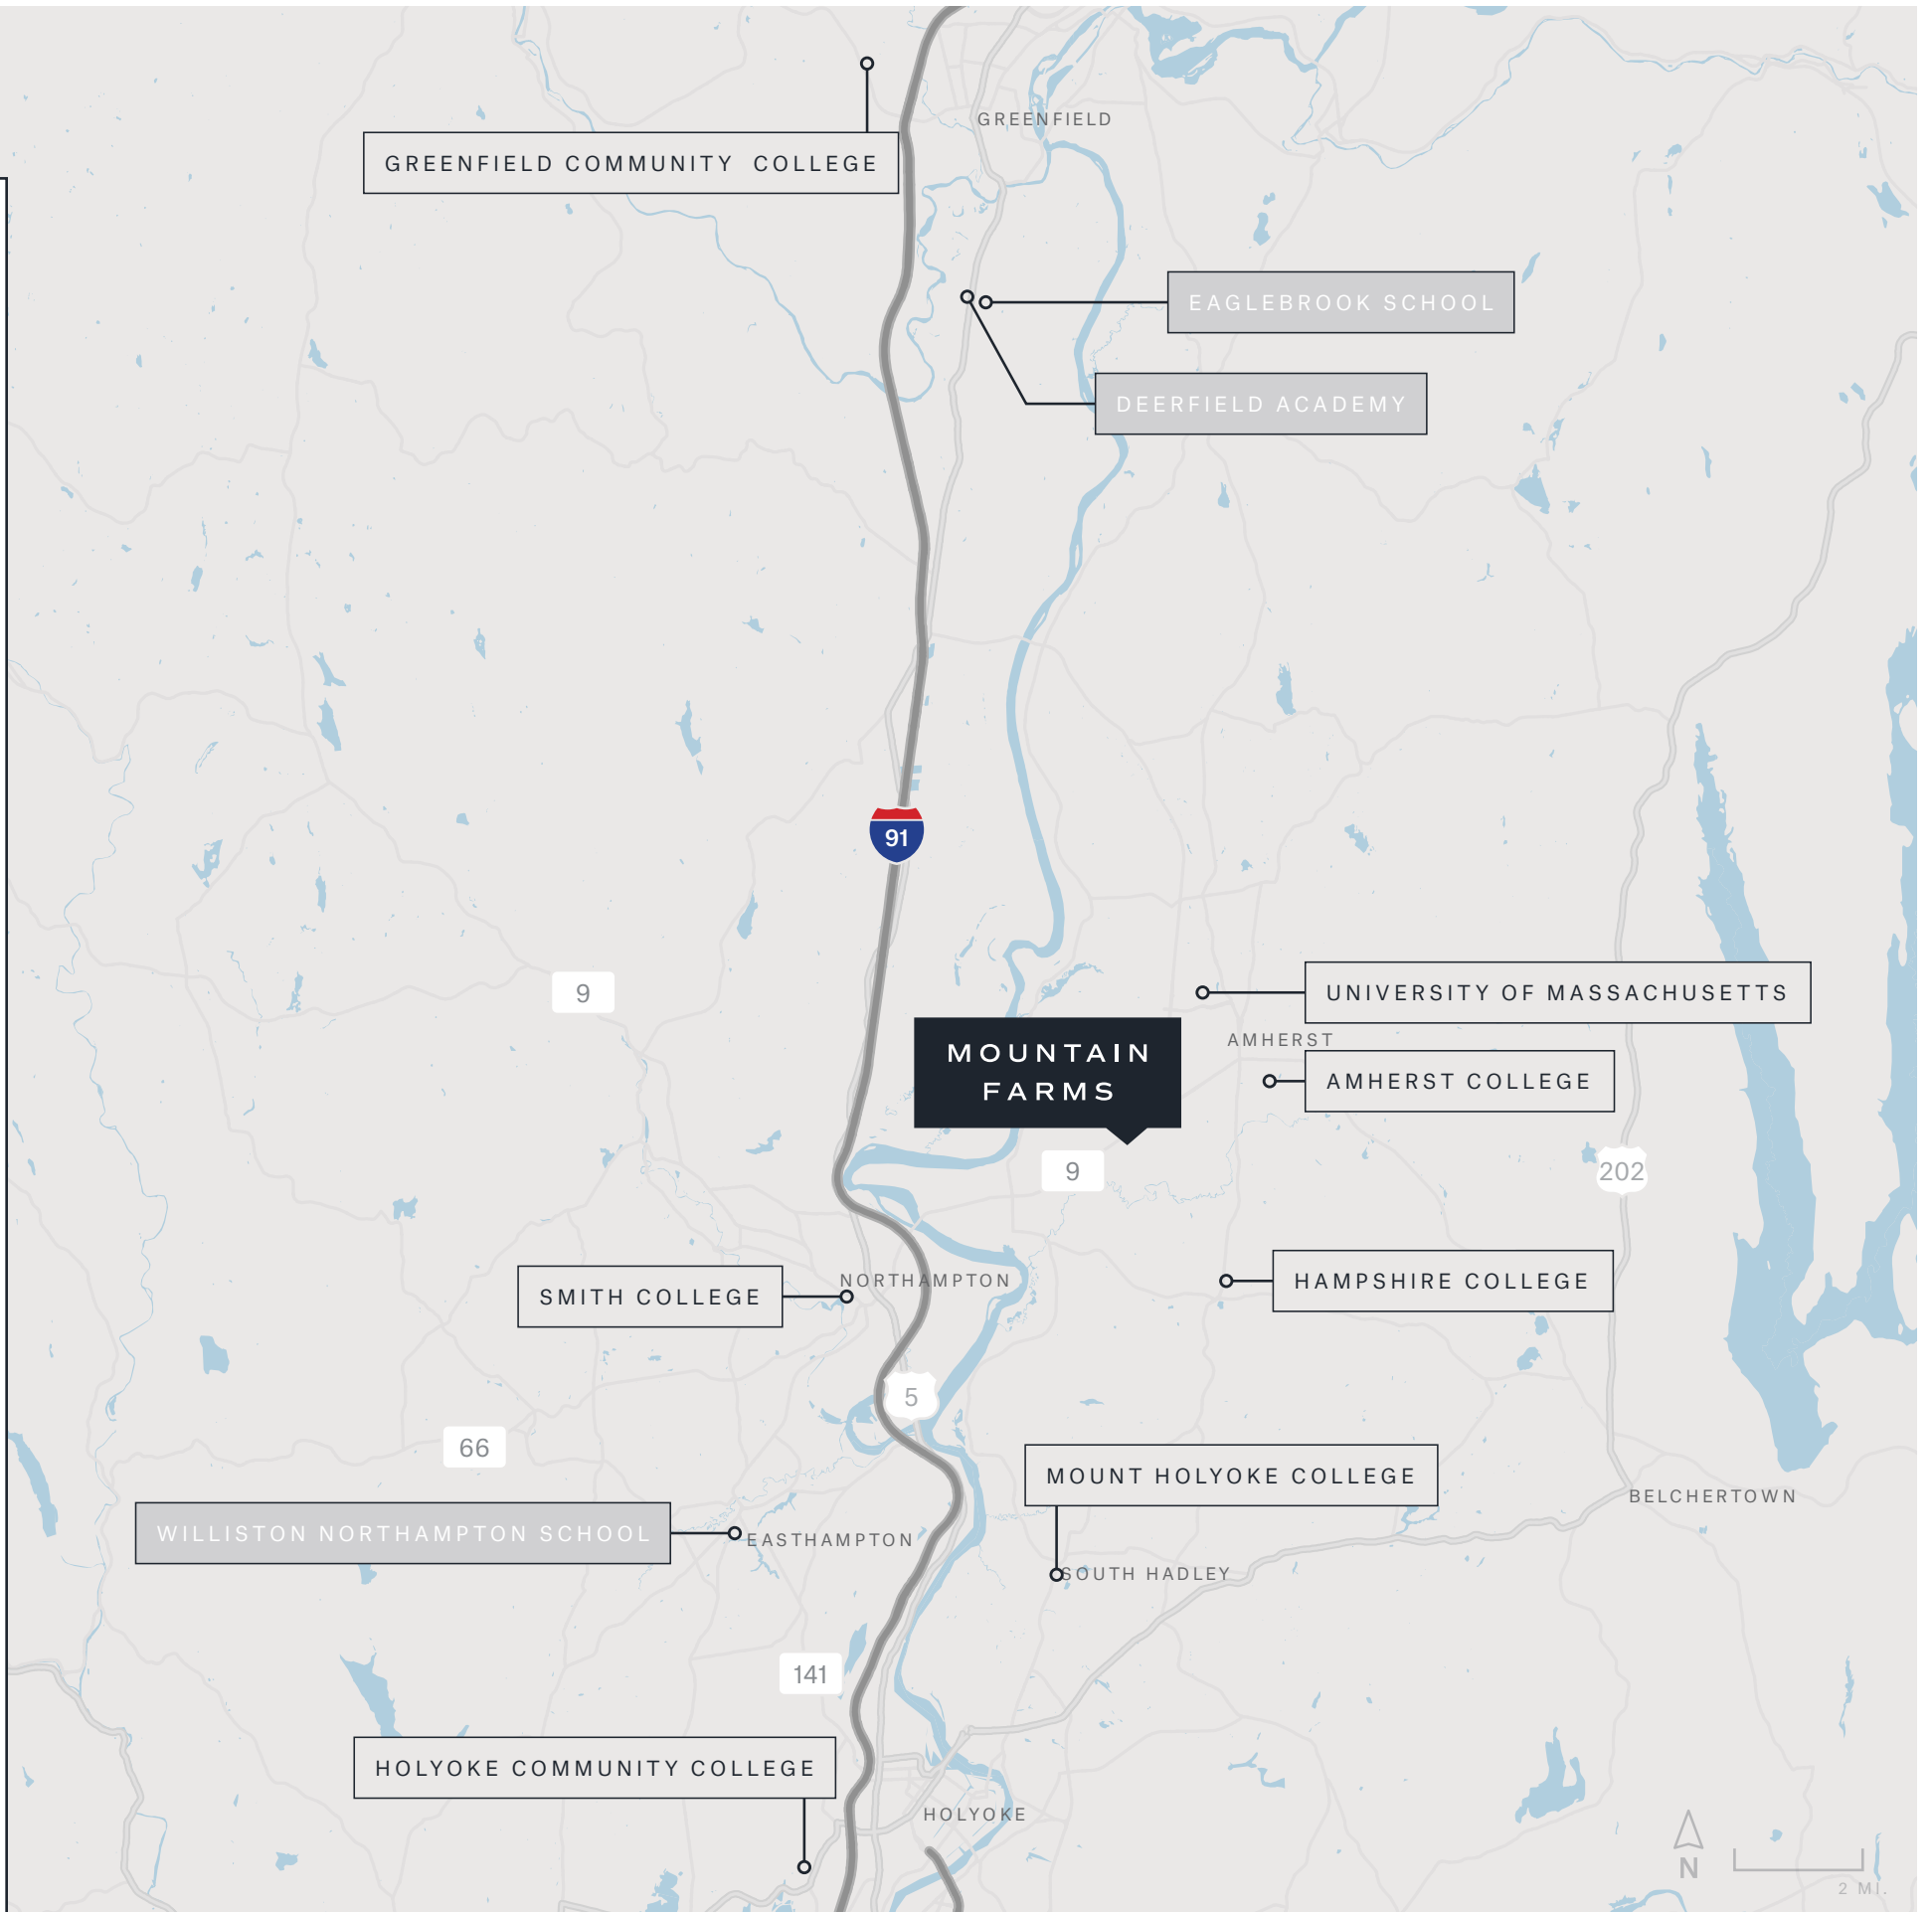 GREENFIELD
GREENFIELD COMMUNITY COLLEGE
EAGLEBROOK SCHOOL
DEERFIELD ACADEMY
91
9
UNIVERSITY OF MASSACHUSETTS
AMHERST
MOUNTAIN
FARMS
AMHERST COLLEGE
9
202
NORTHAMPTON
HAMPSHIRE COLLEGE
SMITH COLLEGE
5
66
MOUNT HOLYOKE COLLEGE
BELCHERTOWN
WILLISTON NORTHAMPTON SCHOOL
EASTHAMPTON
SOUTH HADLEY
141
HOLYOKE COMMUNITY COLLEGE
HOLYOKE
N
2 MI.